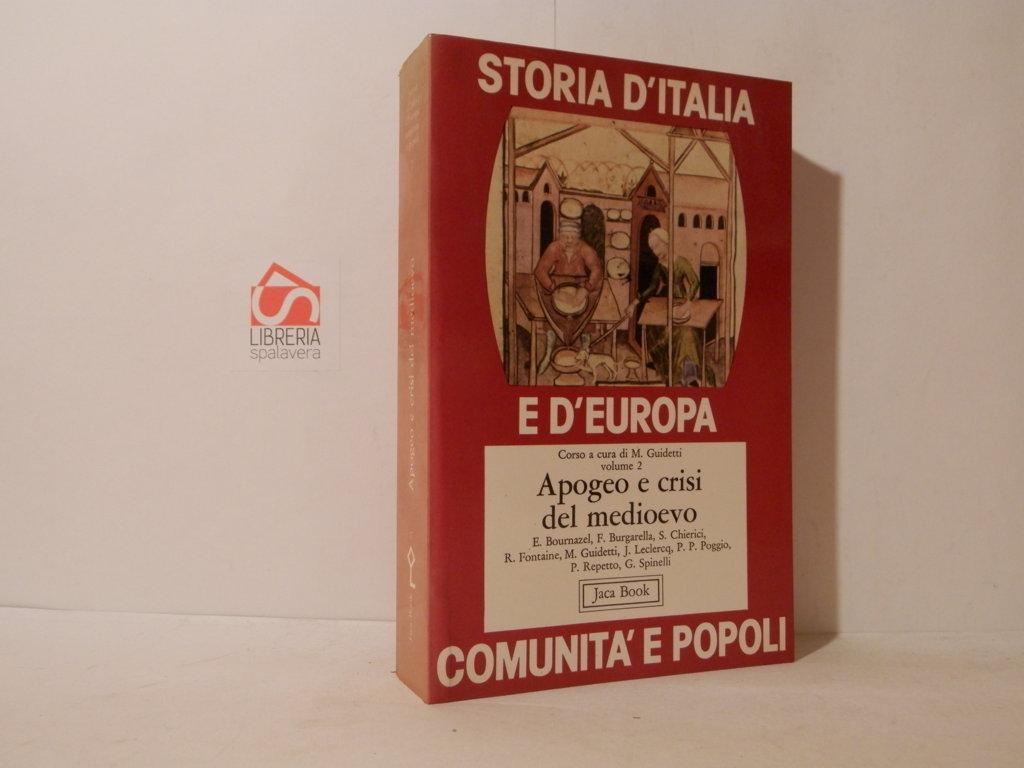 STORIA D'ITALIA
E D'EUROPA
Corso a cura di M. Guidetti
volume 2
Apogeo e crisi
del medioevo
E. Bournazel, F. Burgarella, S. Chierici,
R. Fontaine, M. Guidetti, J. Leclercq, P. P. Poggio,
P. Repetto, G. Spinelli
Jaca Book
COMUNITA' E POPOLI
Apogeo e crisi del medioevo
LIBRERIA
spalavera